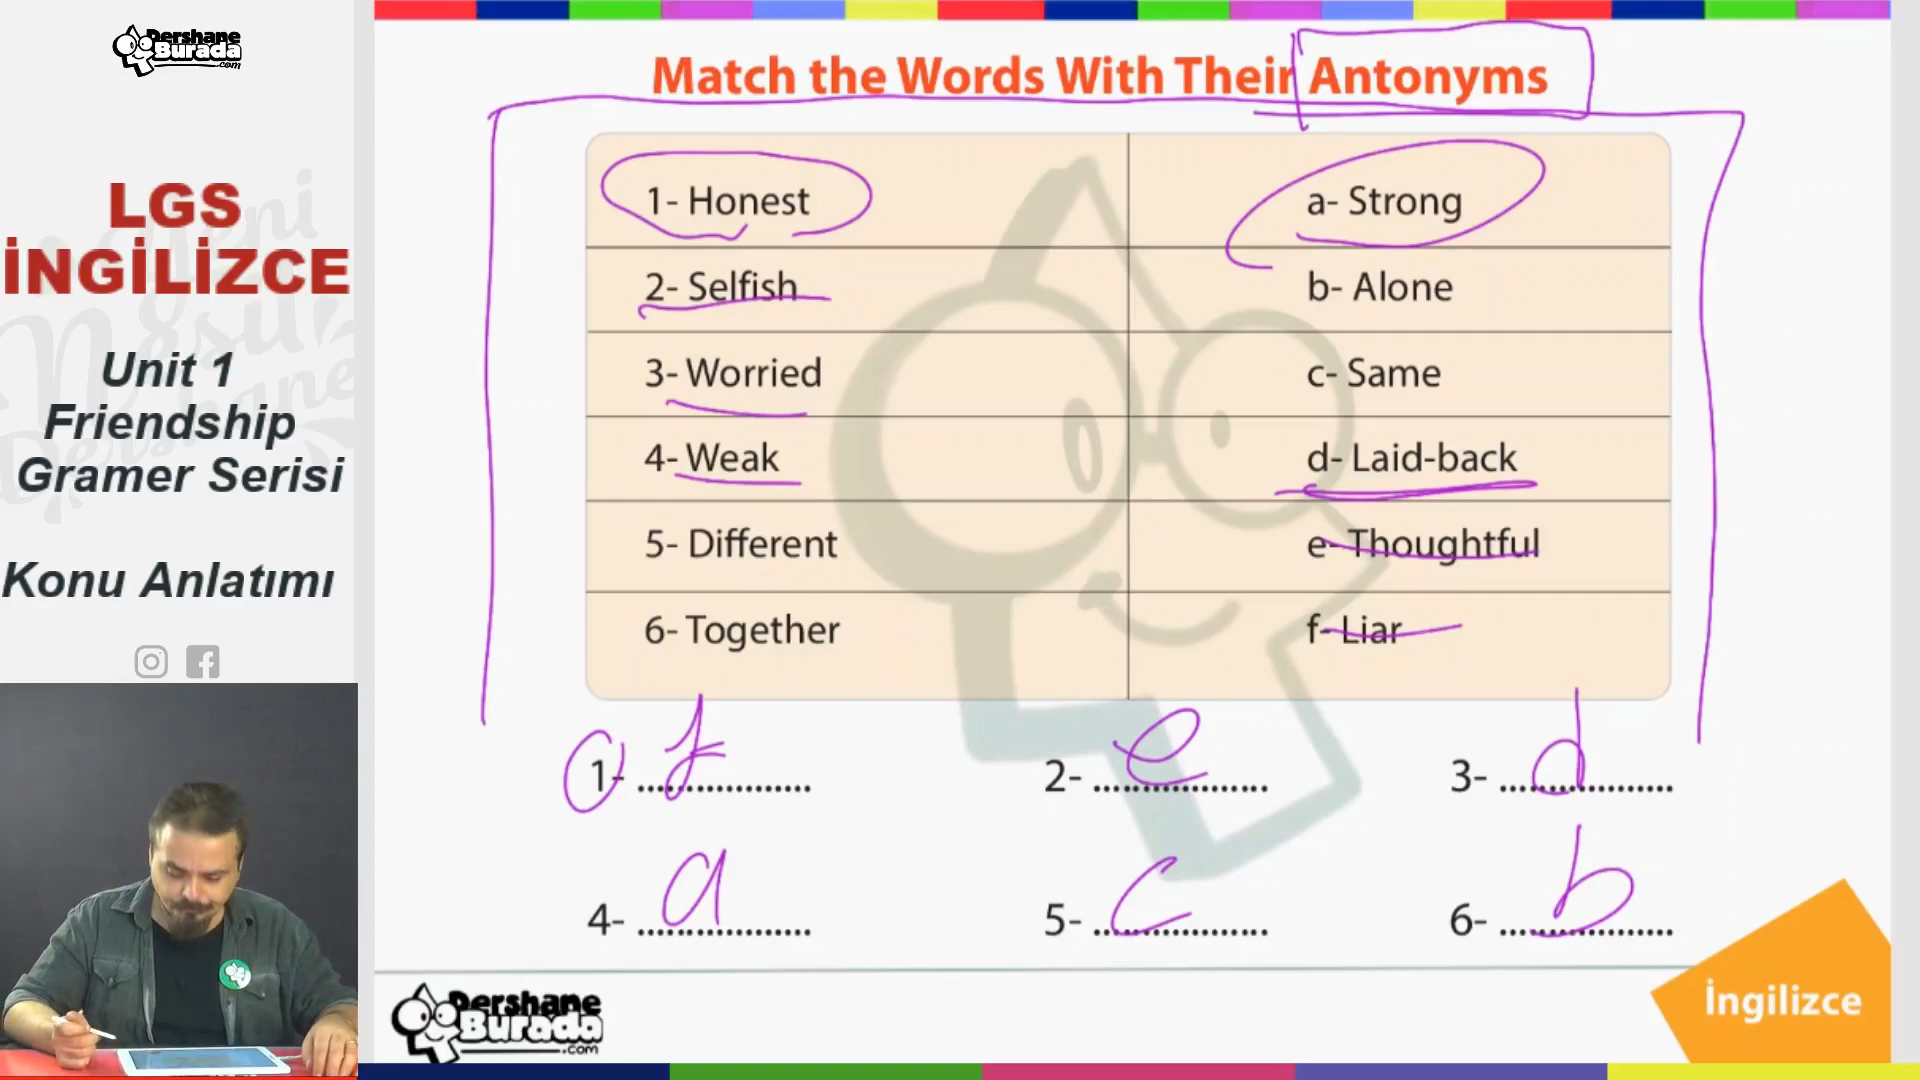 Dershane
Burada
.com
LGS
İNGİLİZCE
Unit 1
Friendship
Gramer Serisi
Konu Anlatımı
Match the Words With Their Antonyms
1- Honest
a- Strong
2- Selfish
b- Alone
3- Worried
c- Same
4- Weak
d- Laid-back
5- Different
e- Thoughtful
6- Together
f- Liar
1- f
2- e
3- d
4- a
5- c
6- b
Dershane
Burada
.com
İngilizce